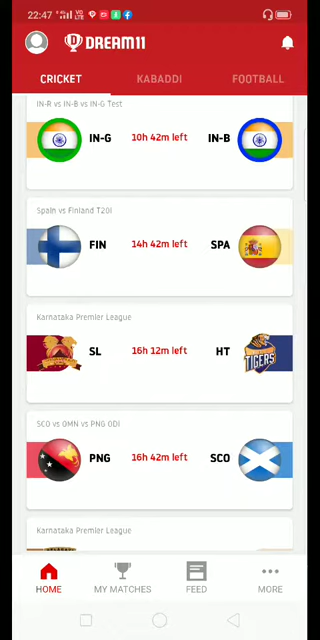 22:47
DREAM11
CRICKET KABADDI FOOTBALL
IN-R vs IN-B vs IN-G Test
IN-G 10h 42m left IN-B
Spain vs Finland T20I
FIN 14h 42m left SPA
Karnataka Premier League
SL 16h 12m left HT
TIGERS
SCO vs OMN vs PNG ODI
PNG 16h 42m left SCO
Karnataka Premier League
HOME MY MATCHES FEED MORE